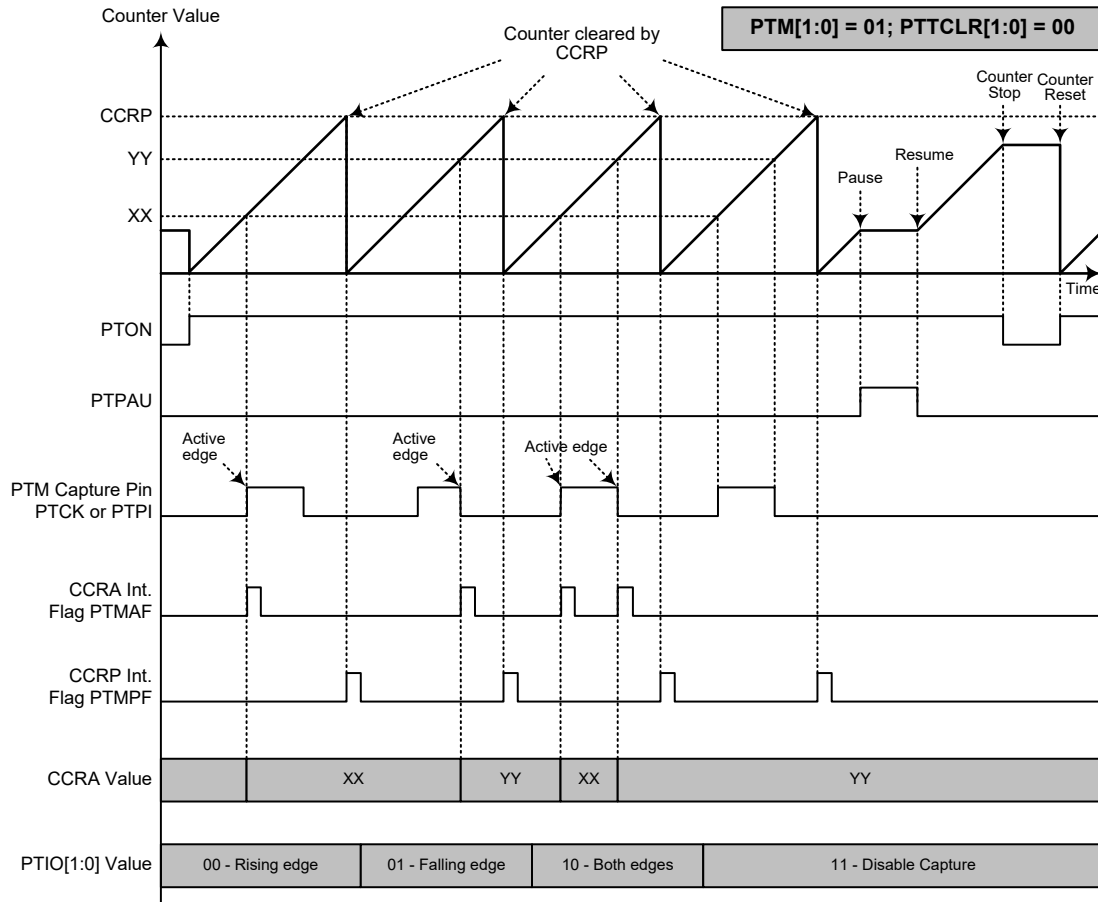 Counter Value
PTM[1:0] = 01; PTTCLR[1:0] = 00
Counter cleared by
CCRP
Counter
Stop
Counter
Reset
CCRP
YY
Resume
Pause
XX
Time
PTON
PTPAU
Active
edge
Active
edge
Active edge
PTM Capture Pin
PTCK or PTPI
CCRA Int.
Flag PTMAF
CCRP Int.
Flag PTMPF
CCRA Value
XX
YY
XX
YY
PTIO[1:0] Value
00 - Rising edge
01 - Falling edge
10 - Both edges
11 - Disable Capture